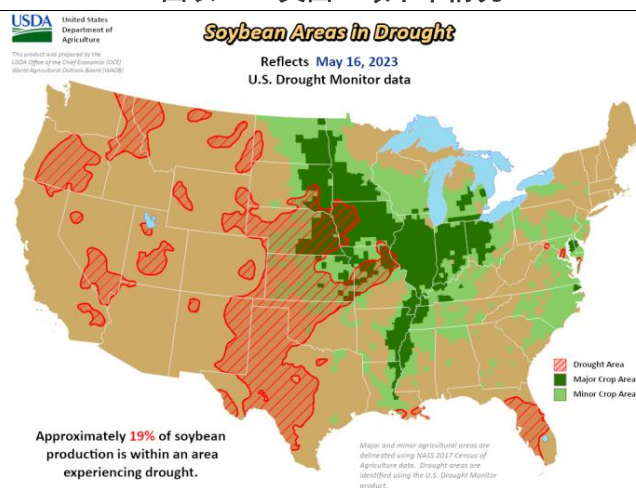 USDA
United States
Department of
Agriculture
This product was prepared by the
USDA Office of the Chief Economist (OCE)
World Agricultural Outlook Board (WAOB)
Soybean Areas in Drought
Reflects May 16, 2023
U.S. Drought Monitor data
Drought Area
Major Crop Area
Minor Crop Area
Approximately 19% of soybean
production is within an area
experiencing drought.
Major and minor agricultural areas are
delineated using NASS 2017 Census of
Agriculture data. Drought areas are
identified using the U.S. Drought Monitor
product.